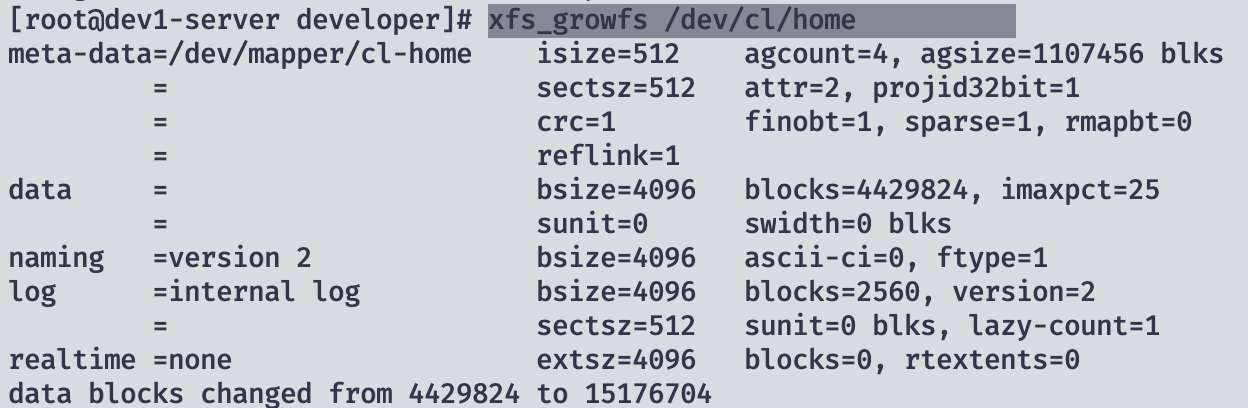 [root@dev1-server developer]# xfs_growfs /dev/cl/home
meta-data=/dev/mapper/cl-home    isize=512    agcount=4, agsize=1107456 blks
         =                       sectsz=512   attr=2, projid32bit=1
         =                       crc=1        finobt=1, sparse=1, rmapbt=0
         =                       reflink=1
data     =                       bsize=4096   blocks=4429824, imaxpct=25
         =                       sunit=0      swidth=0 blks
naming   =version 2              bsize=4096   ascii-ci=0, ftype=1
log      =internal log           bsize=4096   blocks=2560, version=2
         =                       sectsz=512   sunit=0 blks, lazy-count=1
realtime =none                   extsz=4096   blocks=0, rtextents=0
data blocks changed from 4429824 to 15176704